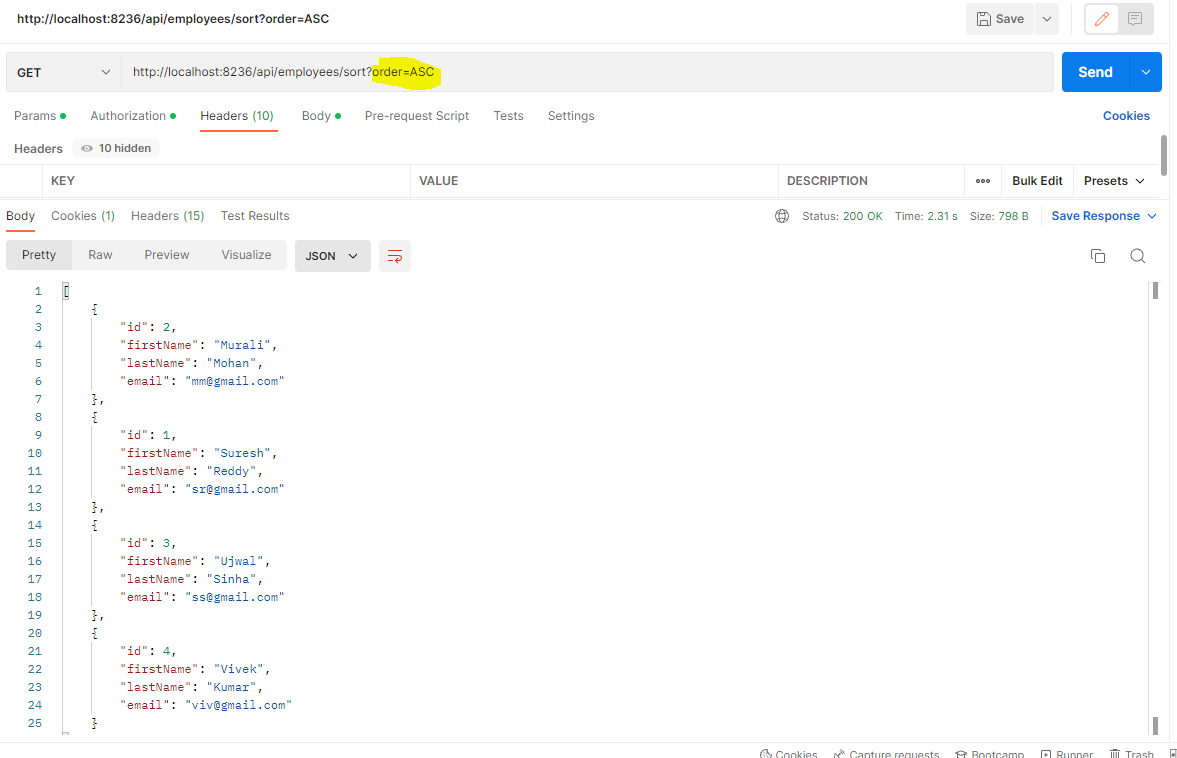 http://localhost:8236/api/employees/sort?order=ASC Save
GET http://localhost:8236/api/employees/sort?order=ASC Send
Params Authorization Headers (10) Body Pre-request Script Tests Settings Cookies
Headers 10 hidden
KEY VALUE DESCRIPTION Bulk Edit Presets
Body Cookies (1) Headers (15) Test Results Status: 200 OK Time: 2.31 s Size: 798 B Save Response
Pretty Raw Preview Visualize JSON
1 [
2 {
3 "id": 2,
4 "firstName": "Murali",
5 "lastName": "Mohan",
6 "email": "mm@gmail.com"
7 },
8 {
9 "id": 1,
10 "firstName": "Suresh",
11 "lastName": "Reddy",
12 "email": "sr@gmail.com"
13 },
14 {
15 "id": 3,
16 "firstName": "Ujwal",
17 "lastName": "Sinha",
18 "email": "ss@gmail.com"
19 },
20 {
21 "id": 4,
22 "firstName": "Vivek",
23 "lastName": "Kumar",
24 "email": "viv@gmail.com"
25 }
Cookies Capture requests Bootcamp Runner Trash